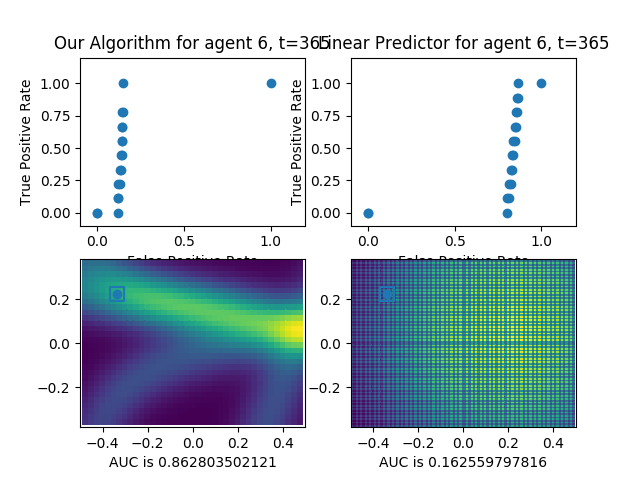 Our Algorithm for agent 6, t=365
Linear Predictor for agent 6, t=365
True Positive Rate
1.00
0.75
0.50
0.25
0.00
0.0 0.5 1.0
False Positive Rate
True Positive Rate
1.00
0.75
0.50
0.25
0.00
0.0 0.5 1.0
False Positive Rate
0.2
0.0
−0.2
−0.4 −0.2 0.0 0.2 0.4
AUC is 0.862803502121
0.2
0.0
−0.2
−0.4 −0.2 0.0 0.2 0.4
AUC is 0.162559797816